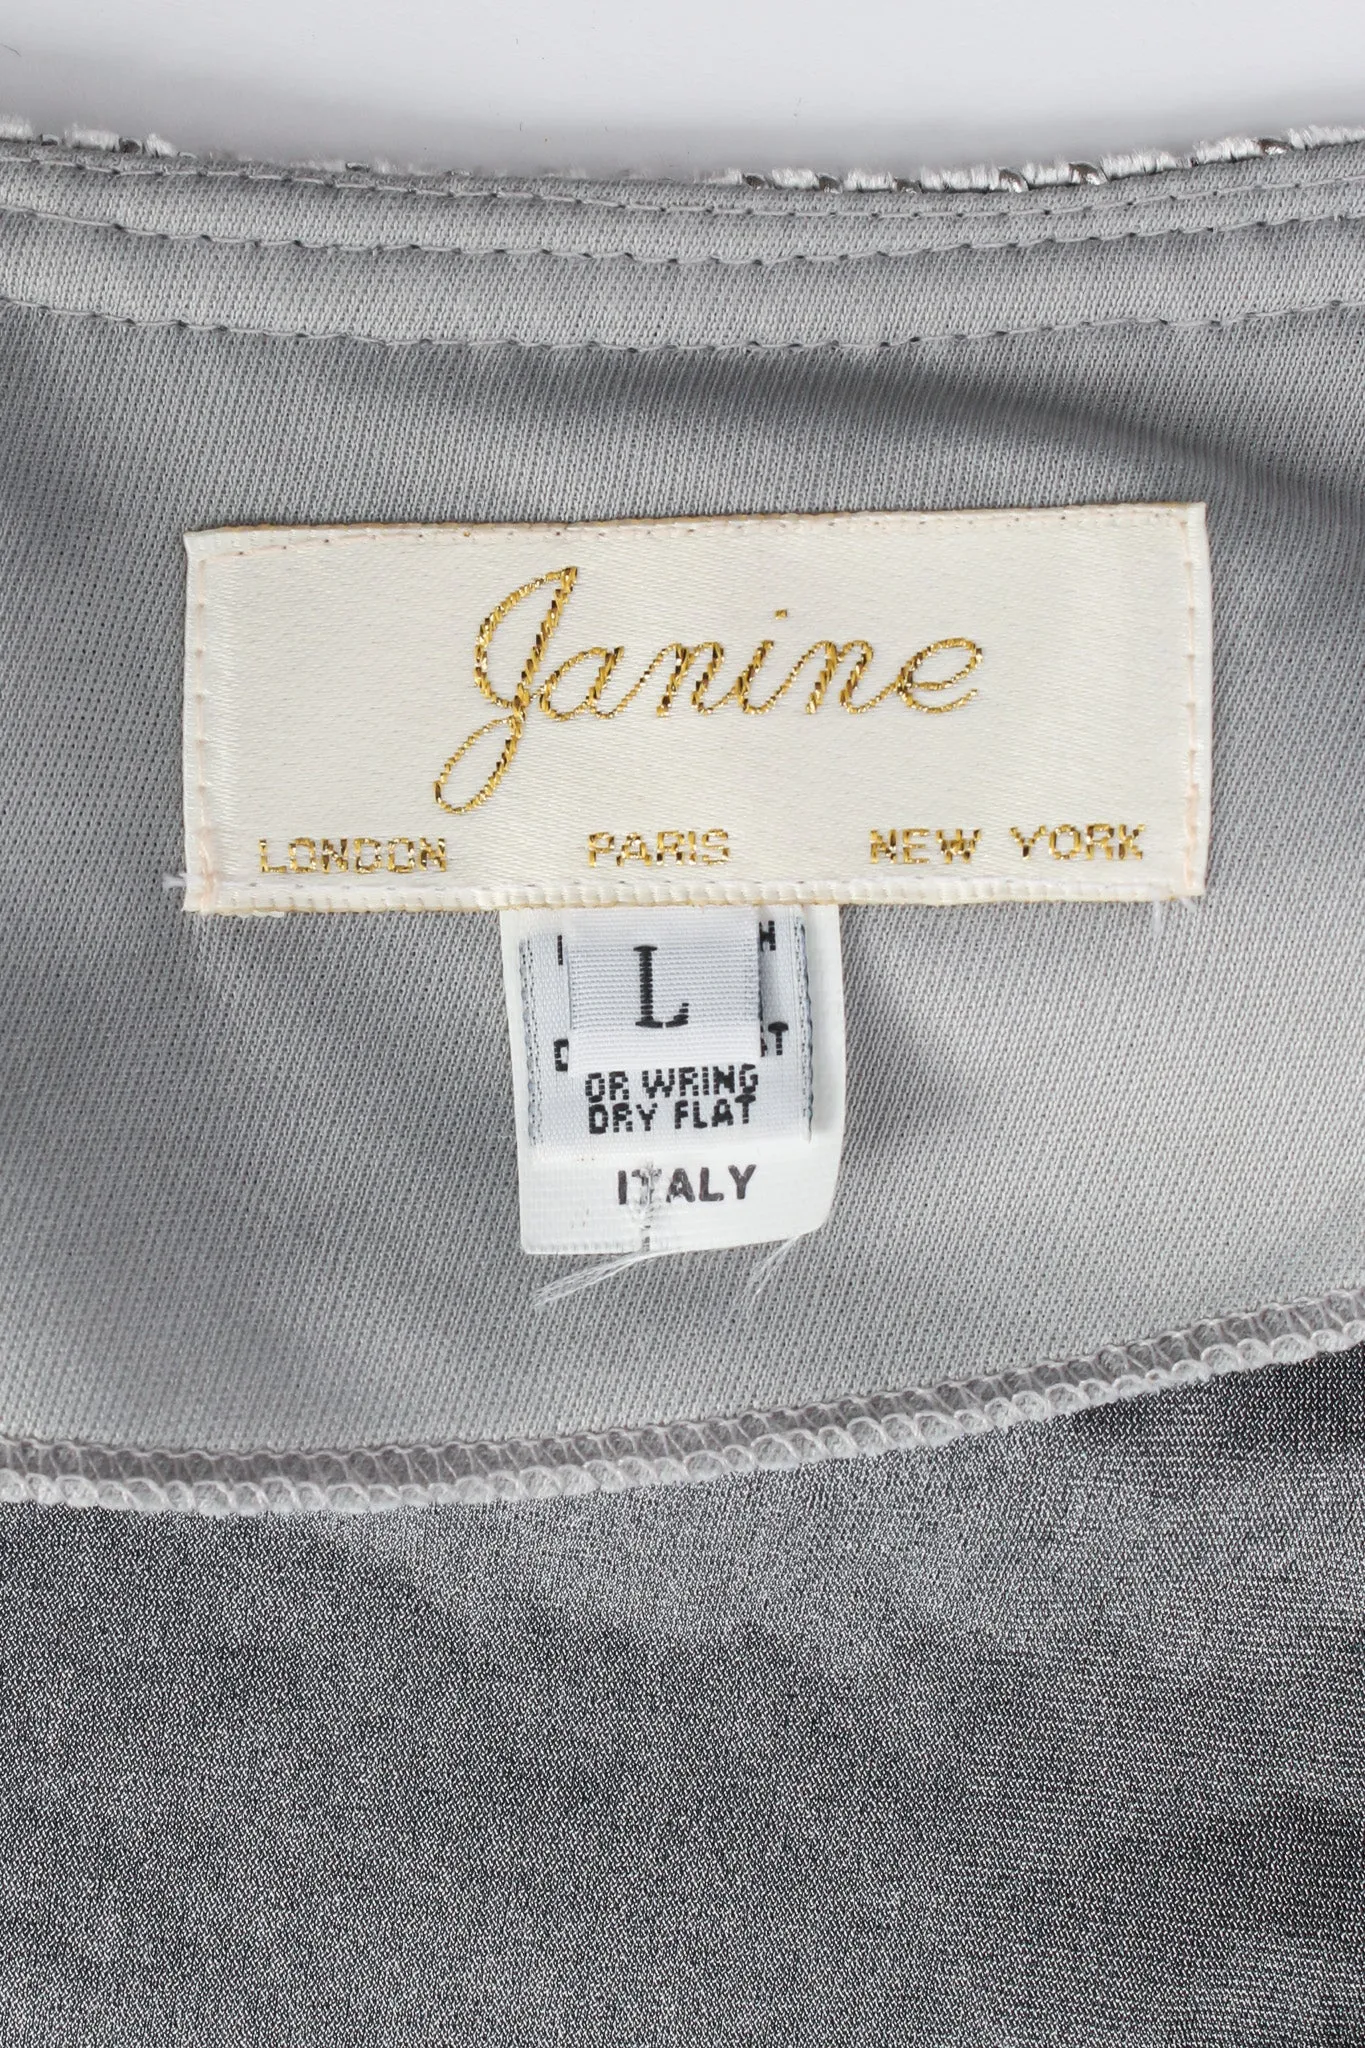 Janine
LONDON PARIS NEW YORK
L
OR WRING
DRY FLAT
ITALY